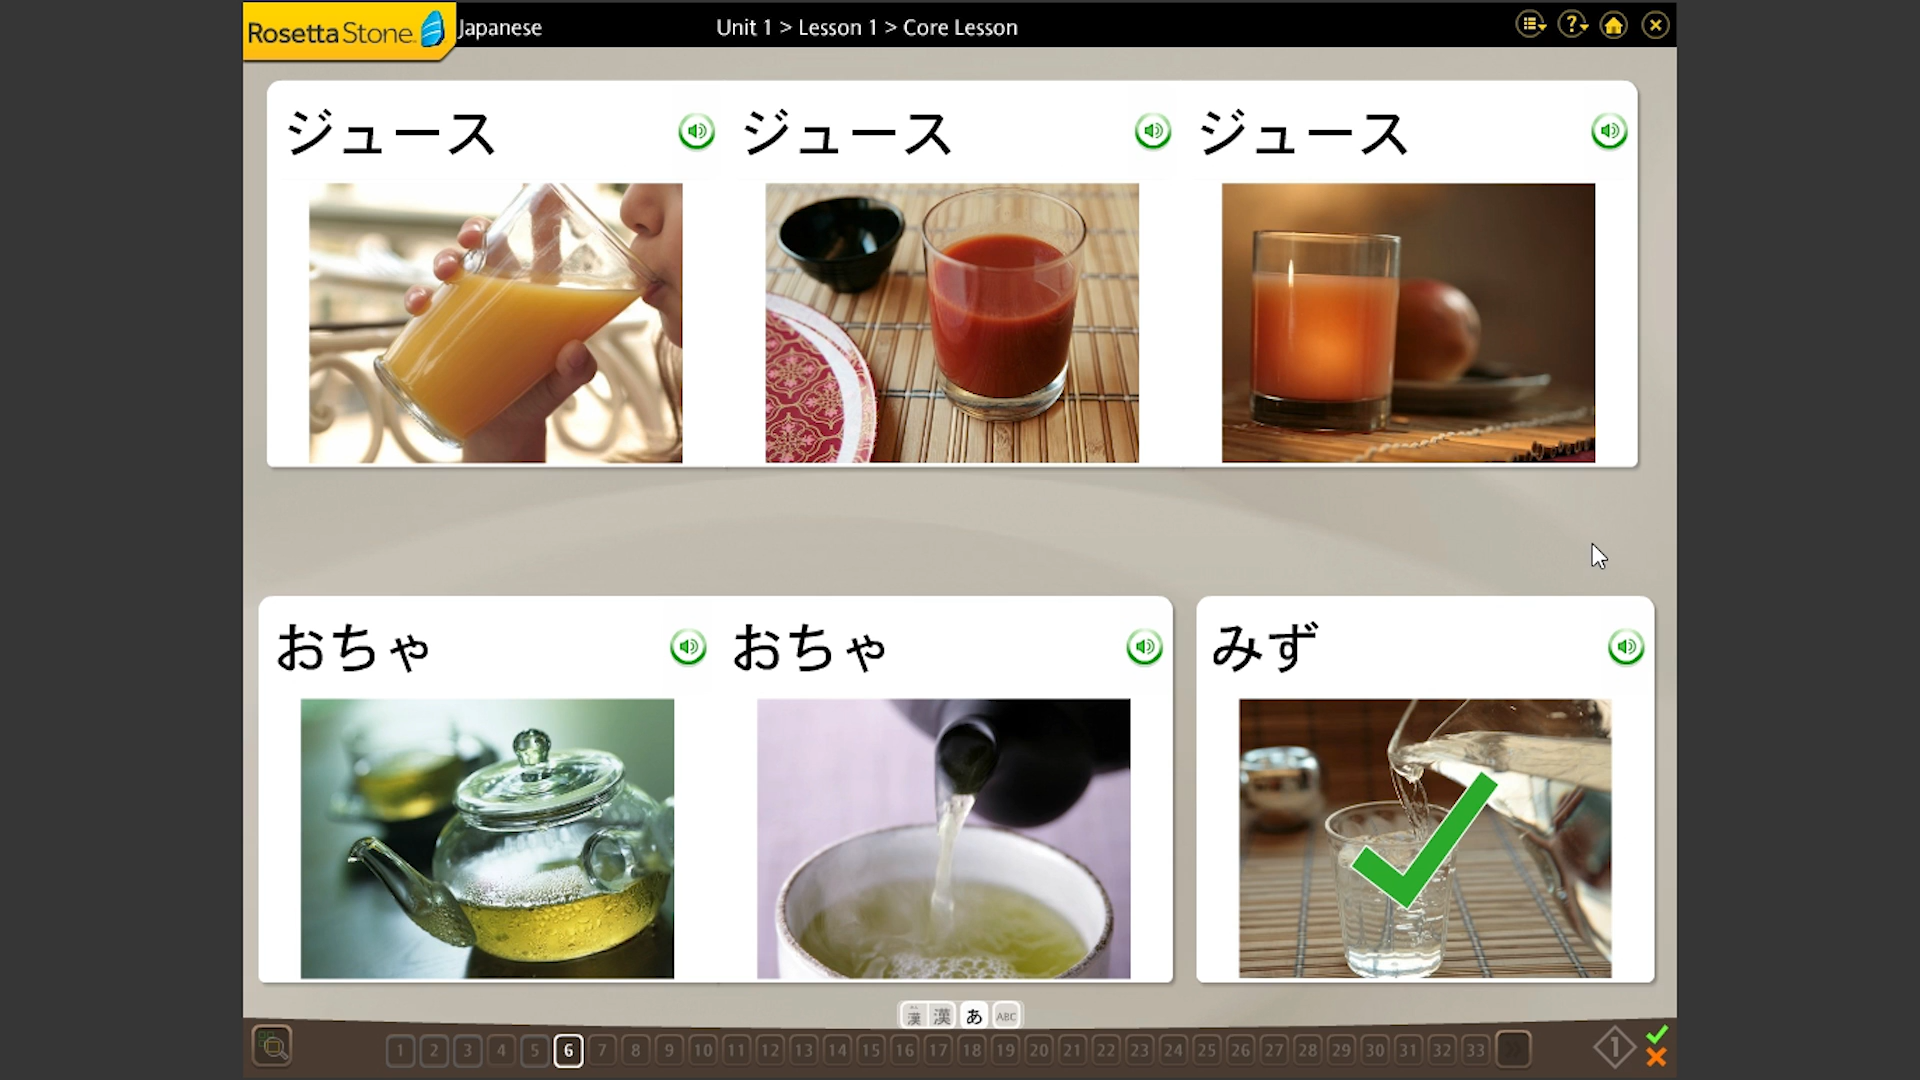 RosettaStone
Japanese
Unit 1 > Lesson 1 > Core Lesson
ジュース
ジュース
ジュース
おちゃ
おちゃ
みず
漢 漢 あ ABC
1 2 3 4 5 6 7 8 9 10 11 12 13 14 15 16 17 18 19 20 21 22 23 24 25 26 27 28 29 30 31 32 33
1